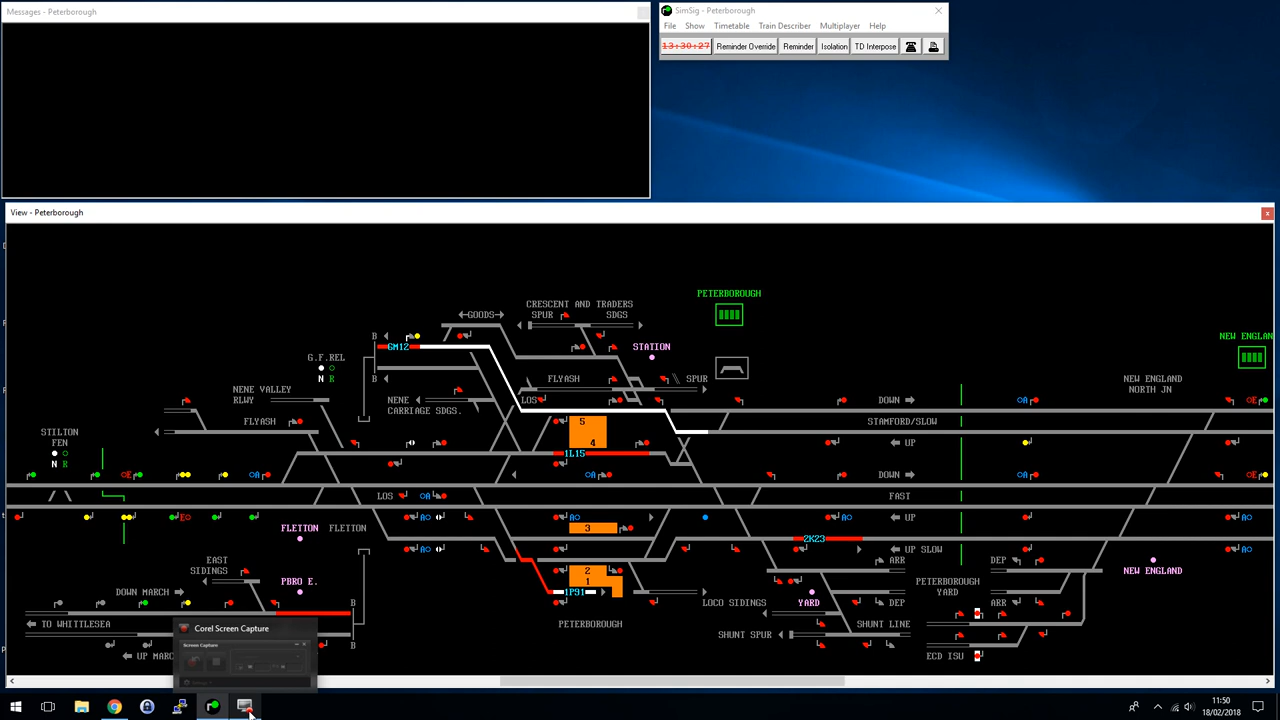 Messages - Peterborough
SimSig - Peterborough
File Show Timetable Train Describer Multiplayer Help
13:30:27 Reminder Override Reminder Isolation TD Interpose
View - Peterborough
PETERBOROUGH
CRESCENT AND TRADERS
←GOODS→ SPUR SDGS
NEW ENGLAN
B GM12 STATION
G.F.REL
N R
B FLYASH SPUR NEW ENGLAND
NORTH JN
NENE VALLEY
RLWY
NENE LOS DOWN A E
CARRIAGE SDGS.
FLYASH 5 STAMFORD/SLOW
STILTON
FEN
4 UP
N R 1L15
E A A DOWN A E
LOS A FAST
E A A UP A A
FLETTON FLETTON 3
2K23 UP SLOW
A A A
EAST
SIDINGS
ARR DEP
2 PETERBOROUGH
YARD
NEW ENGLAND
PBRO E. 1
1P91 YARD
DOWN MARCH LOCO SIDINGS DEP ARR
B
← TO WHITTLESEA PETERBOROUGH SHUNT LINE
SHUNT SPUR
B
← UP MARC ECD ISU
Corel Screen Capture
Screen Capture
11:50
18/02/2018